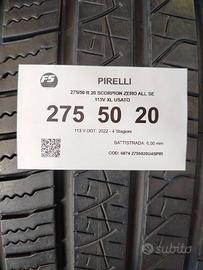 FS
PIRELLI
275/50 R 20 SCORPION ZERO ALL SE
113V XL USATO
275 50 20
113 V DOT: 2022 - 4 Stagioni
BATTISTRADA: 6,00 mm
COD: 6874-2755020U4SPIRI
subito